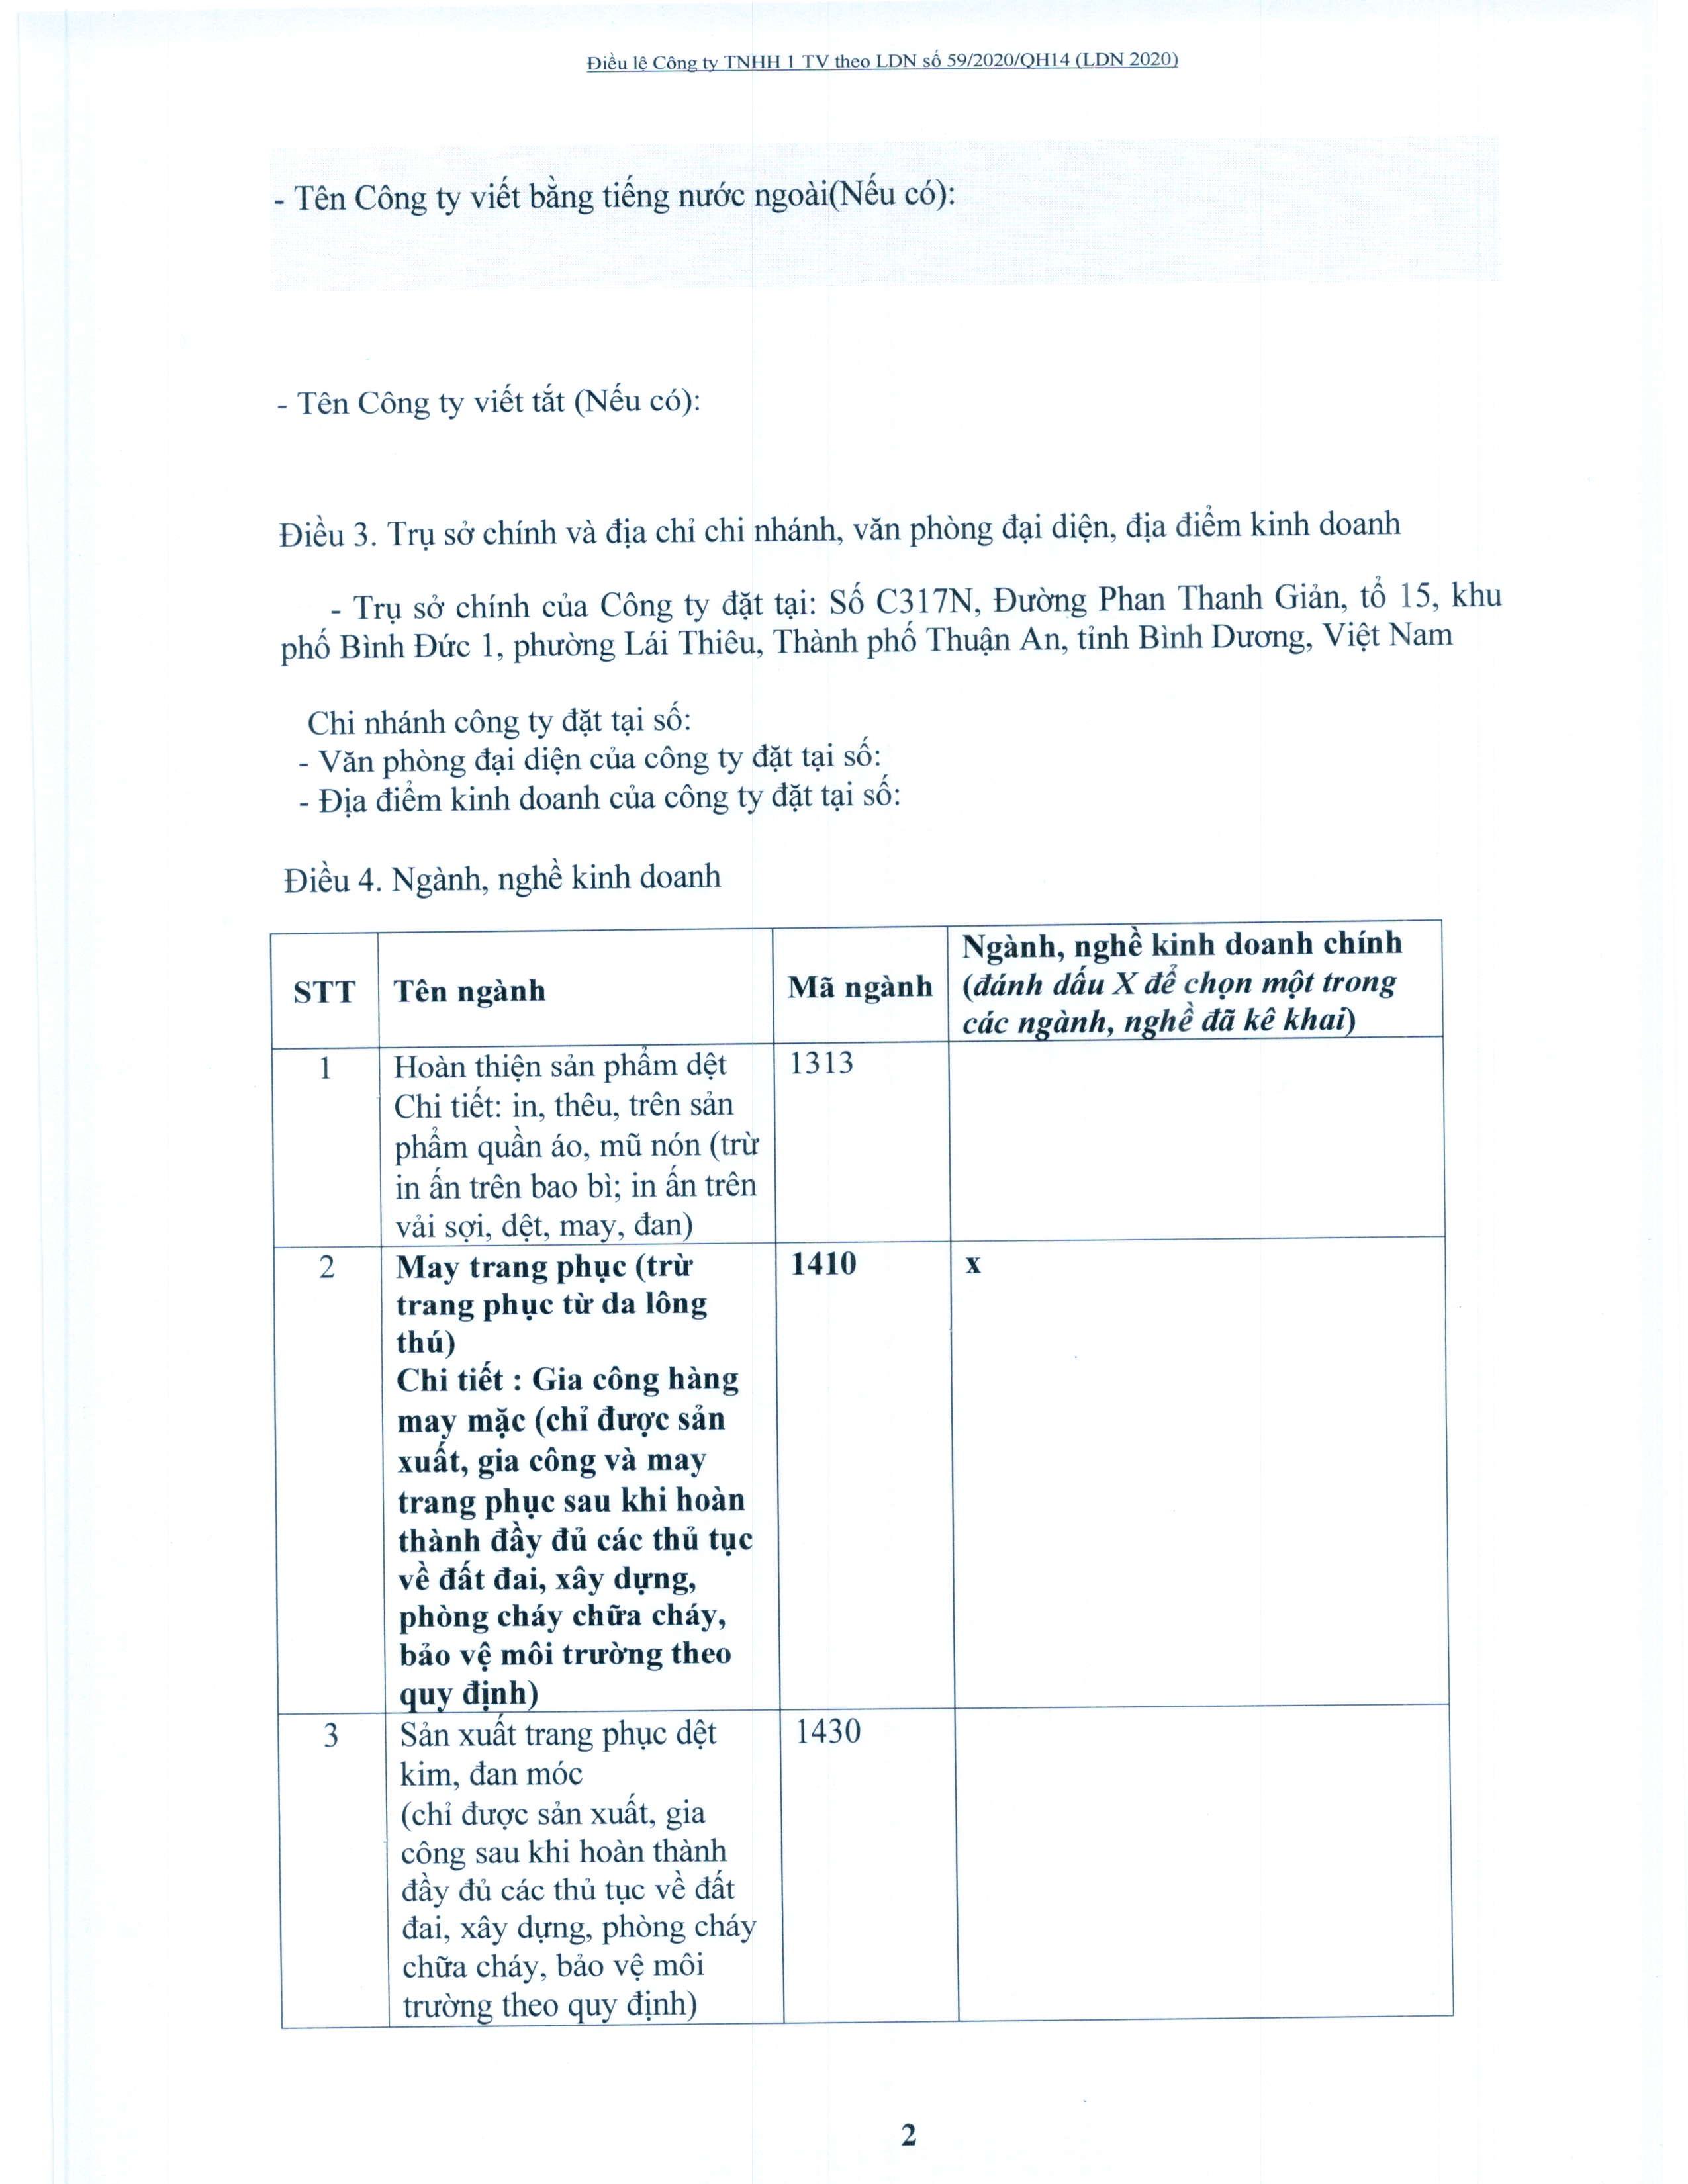 Điều lệ Công ty TNHH 1 TV theo LDN số 59/2020/QH14 (LDN 2020)
- Tên Công ty viết bằng tiếng nước ngoài(Nếu có):
- Tên Công ty viết tắt (Nếu có):
Điều 3. Trụ sở chính và địa chỉ chi nhánh, văn phòng đại diện, địa điểm kinh doanh
- Trụ sở chính của Công ty đặt tại: Số C317N, Đường Phan Thanh Giản, tổ 15, khu
phố Bình Đức 1, phường Lái Thiêu, Thành phố Thuận An, tỉnh Bình Dương, Việt Nam
Chi nhánh công ty đặt tại số:
- Văn phòng đại diện của công ty đặt tại số:
- Địa điểm kinh doanh của công ty đặt tại số:
Điều 4. Ngành, nghề kinh doanh
STT
Tên ngành
Mã ngành
Ngành, nghề kinh doanh chính
(đánh dấu X để chọn một trong
các ngành, nghề đã kê khai)
1
Hoàn thiện sản phẩm dệt
Chi tiết: in, thêu, trên sản
phẩm quần áo, mũ nón (trừ
in ấn trên bao bì; in ấn trên
vải sợi, dệt, may, đan)
1313
2
May trang phục (trừ
trang phục từ da lông
thú)
Chi tiết : Gia công hàng
may mặc (chỉ được sản
xuất, gia công và may
trang phục sau khi hoàn
thành đầy đủ các thủ tục
về đất đai, xây dựng,
phòng cháy chữa cháy,
bảo vệ môi trường theo
quy định)
1410
x
3
Sản xuất trang phục dệt
kim, đan móc
(chỉ được sản xuất, gia
công sau khi hoàn thành
đầy đủ các thủ tục về đất
đai, xây dựng, phòng cháy
chữa cháy, bảo vệ môi
trường theo quy định)
1430
2